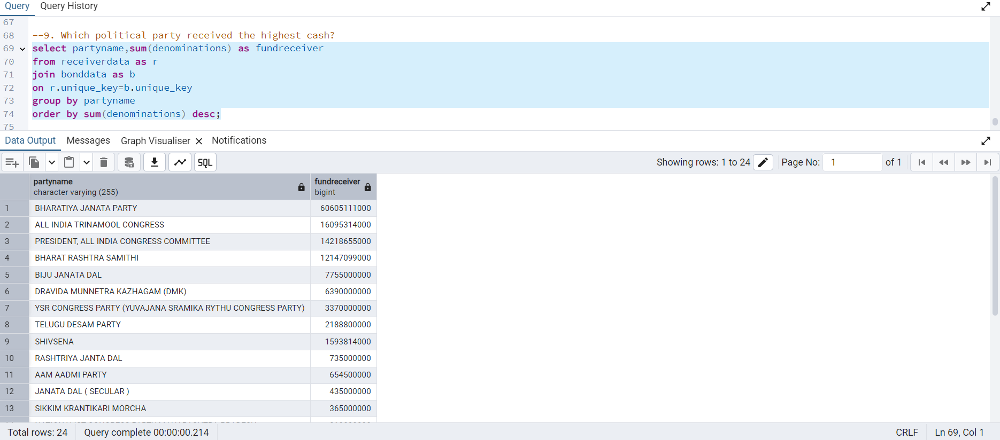 Query Query History
67
68 --9. Which political party received the highest cash?
69 select partyname,sum(denominations) as fundreceiver
70 from receiverdata as r
71 join bonddata as b
72 on r.unique_key=b.unique_key
73 group by partyname
74 order by sum(denominations) desc;
75
Data Output Messages Graph Visualiser Notifications
SQL Showing rows: 1 to 24 Page No: 1 of 1
partyname fundreceiver
character varying (255) bigint
1 BHARATIYA JANATA PARTY 60605111000
2 ALL INDIA TRINAMOOL CONGRESS 16095314000
3 PRESIDENT, ALL INDIA CONGRESS COMMITTEE 14218655000
4 BHARAT RASHTRA SAMITHI 12147099000
5 BIJU JANATA DAL 7755000000
6 DRAVIDA MUNNETRA KAZHAGAM (DMK) 6390000000
7 YSR CONGRESS PARTY (YUVAJANA SRAMIKA RYTHU CONGRESS PARTY) 3370000000
8 TELUGU DESAM PARTY 2188800000
9 SHIVSENA 1593814000
10 RASHTRIYA JANTA DAL 735000000
11 AAM AADMI PARTY 654500000
12 JANATA DAL ( SECULAR ) 435000000
13 SIKKIM KRANTIKARI MORCHA 365000000
Total rows: 24 Query complete 00:00:00.214 CRLF Ln 69, Col 1